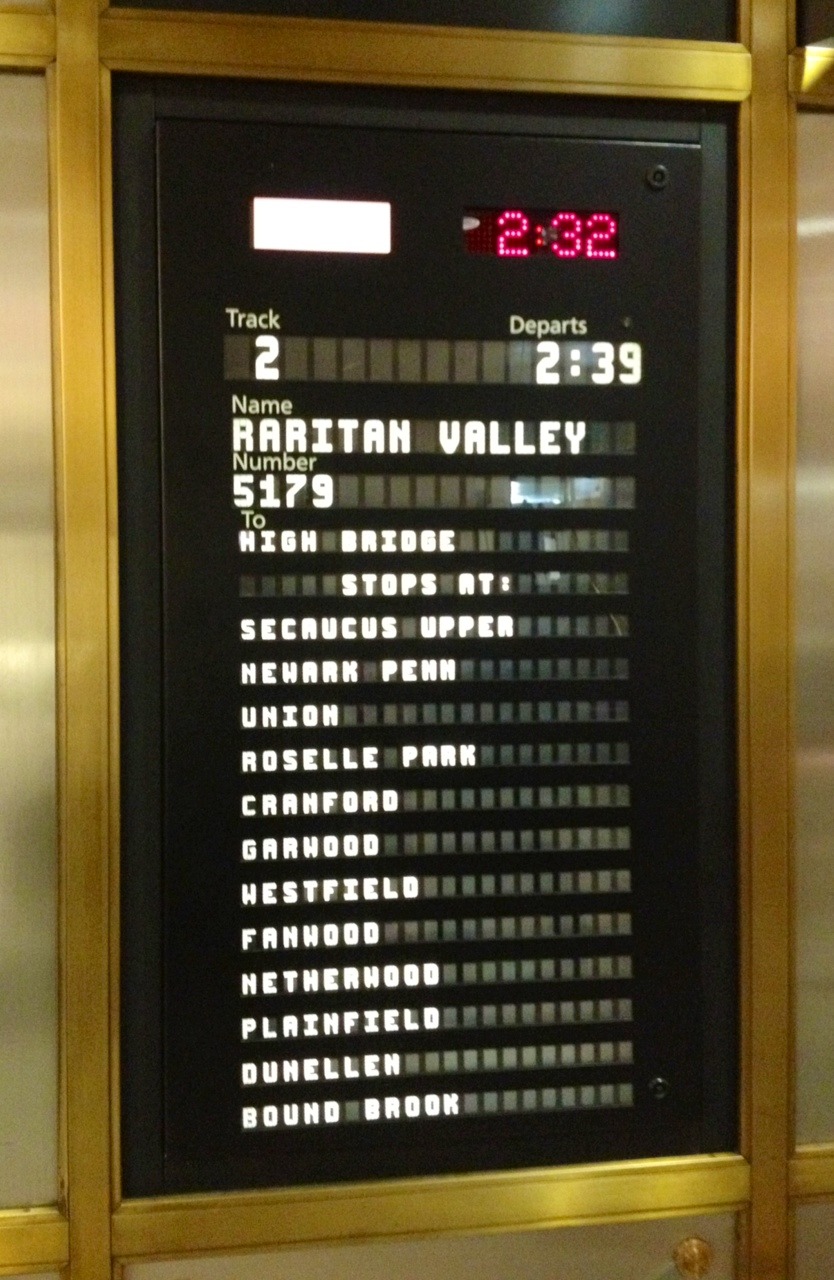 2:32
Track Departs
2 2:39
Name
RARITAN VALLEY
Number
5179
To
HIGH BRIDGE
STOPS AT:
SECAUCUS UPPER
NEWARK PENN
UNION
ROSELLE PARK
CRANFORD
GARWOOD
WESTFIELD
FANWOOD
NETHERWOOD
PLAINFIELD
DUNELLEN
BOUND BROOK